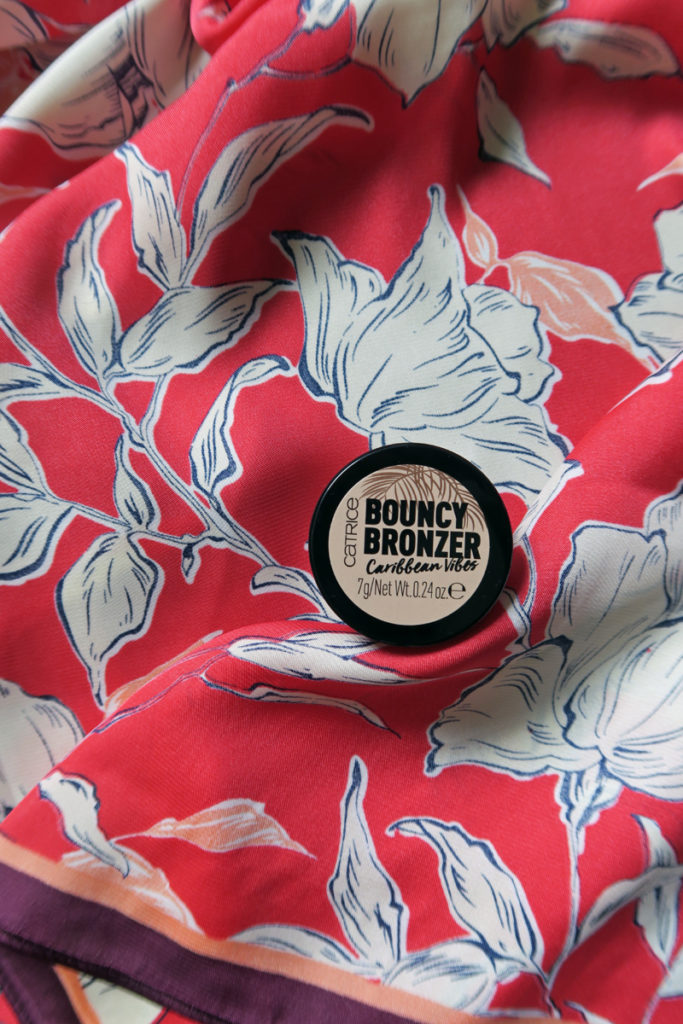 CATRICE
BOUNCY
BRONZER
Caribbean Vibes
7g/Net Wt. 0.24 oz. ℮